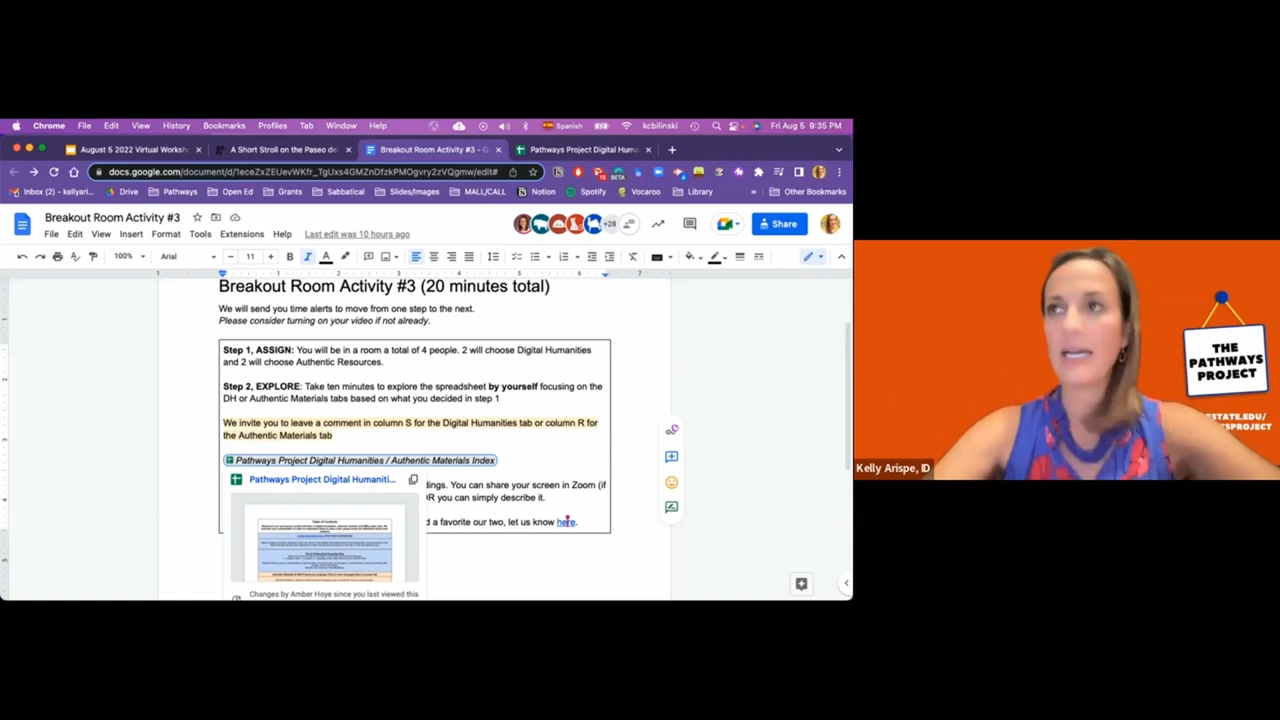 Chrome File Edit View History Bookmarks Profiles Tab Window Help Spanish kcbilinski Fri Aug 5 9:35 PM
August 5 2022 Virtual Worksh A Short Stroll on the Paseo de Breakout Room Activity #3 - G Pathways Project Digital Huma
docs.google.com/document/d/
BETA
Inbox (2) - kellyari... Drive Pathways Open Ed Grants Sabbatical Slides/Images MALL/CALL Notion Spotify Vocaroo Library Other Bookmarks
Breakout Room Activity #3
+28
Share
File Edit View Insert Format Tools Extensions Help Last edit was 10 hours ago
100% Arial 11 B I A
Breakout Room Activity #3 (20 minutes total)
We will send you time alerts to move from one step to the next.
Please consider turning on your video if not already.
Step 1, ASSIGN: You will be in a room a total of 4 people. 2 will choose Digital Humanities
and 2 will choose Authentic Resources.
Step 2, EXPLORE: Take ten minutes to explore the spreadsheet by yourself focusing on the
DH or Authentic Materials tabs based on what you decided in step 1
We invite you to leave a comment in column S for the Digital Humanities tab or column R for
the Authentic Materials tab
Pathways Project Digital Humanities / Authentic Materials Index
Pathways Project Digital Humaniti...
dings. You can share your screen in Zoom (if
OR you can simply describe it.
d a favorite our two, let us know here.
Table of Contents
Changes by Amber Hoye since you last viewed this
THE
PATHWAYS
PROJECT
ESTATE.EDU/
YSPROJECT
Kelly Arispe, ID